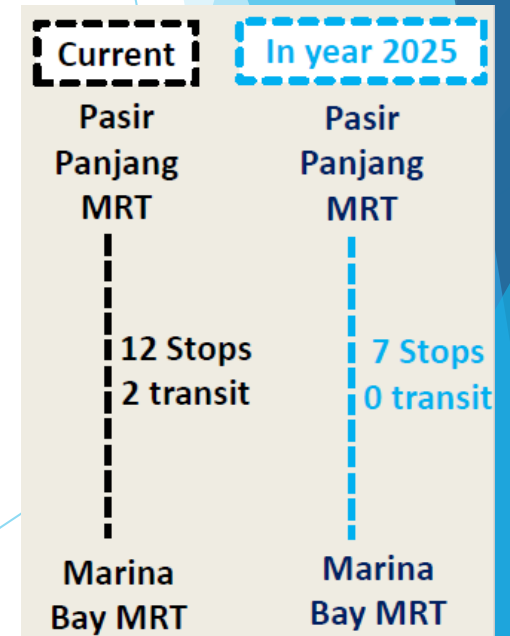 Current
Pasir
Panjang
MRT
12 Stops
2 transit
Marina
Bay MRT
In year 2025
Pasir
Panjang
MRT
7 Stops
0 transit
Marina
Bay MRT